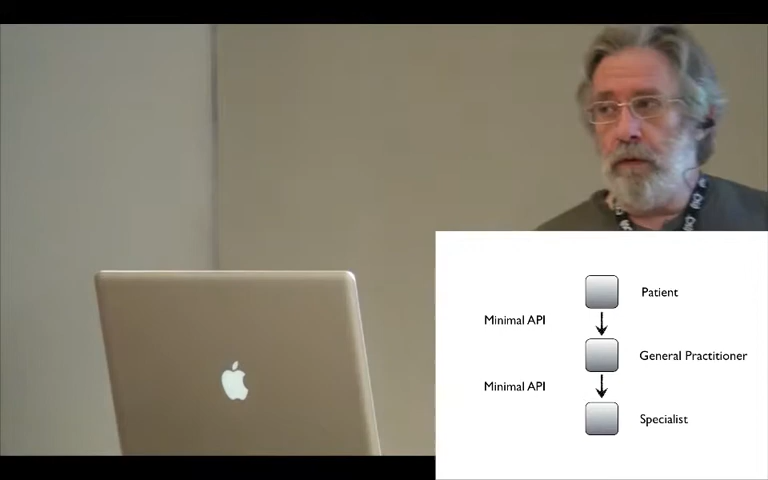 Patient
Minimal API
General Practitioner
Minimal API
Specialist